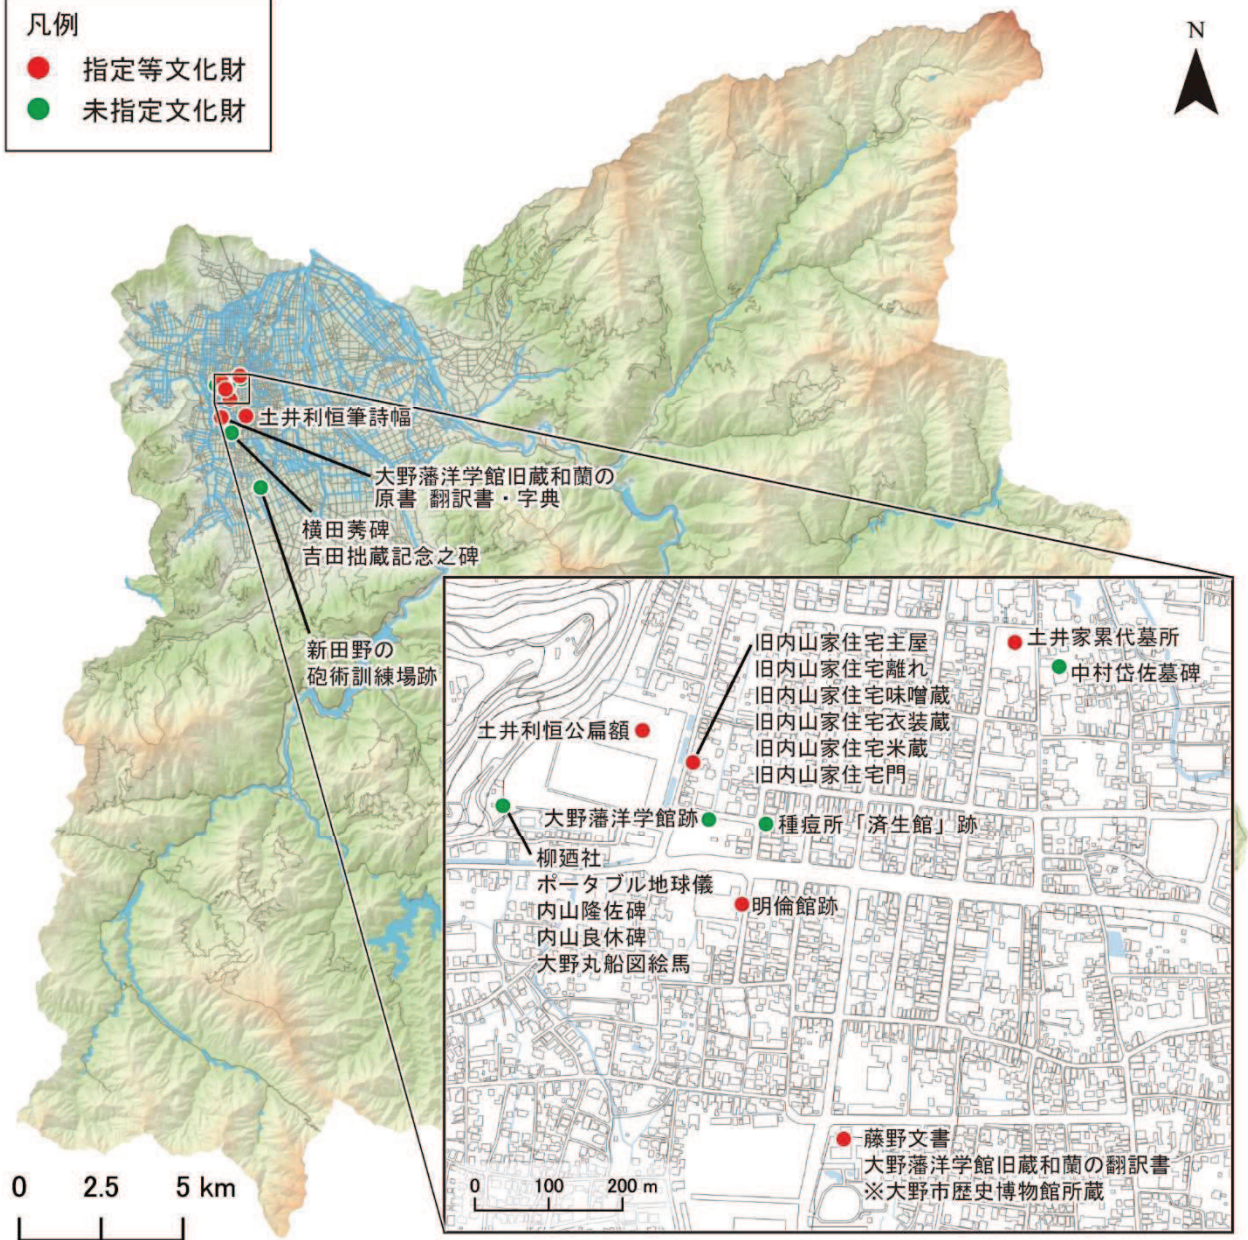 凡例
指定等文化財
未指定文化財
N
土井利恒筆詩幅
大野藩洋学館旧蔵和蘭の
原書 翻訳書・字典
横田莠碑
吉田拙蔵記念之碑
新田野の
砲術訓練場跡
旧内山家住宅主屋
旧内山家住宅離れ
旧内山家住宅味噌蔵
旧内山家住宅衣装蔵
旧内山家住宅米蔵
旧内山家住宅門
土井家累代墓所
中村岱佐墓碑
土井利恒公扁額
大野藩洋学館跡
種痘所「済生館」跡
柳廼社
ポータブル地球儀
内山隆佐碑
内山良休碑
大野丸船図絵馬
明倫館跡
藤野文書
大野藩洋学館旧蔵和蘭の翻訳書
※大野市歴史博物館所蔵
0 100 200 m
0 2.5 5 km